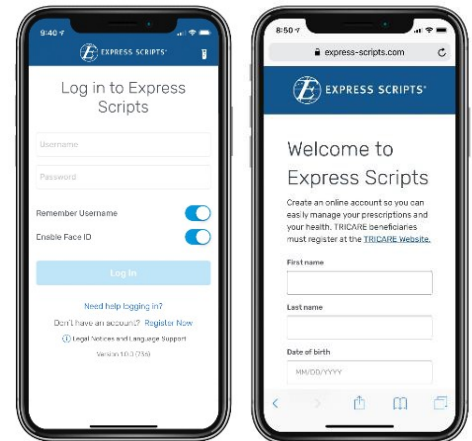 9:40
EXPRESS SCRIPTS
Log in to Express
Scripts
Username
Password
Remember Username
Enable Face ID
Log In
Need help logging in?
Don't have an account? Register Now
Legal Notices and Language Support
8:50
express-scripts.com
EXPRESS SCRIPTS
Welcome to
Express Scripts
Create an online account so you can
easily manage your prescriptions and
your health. TRICARE beneficiaries
must register at the TRICARE Website.
First name
Last name
Date of birth
MM/DD/YYYY